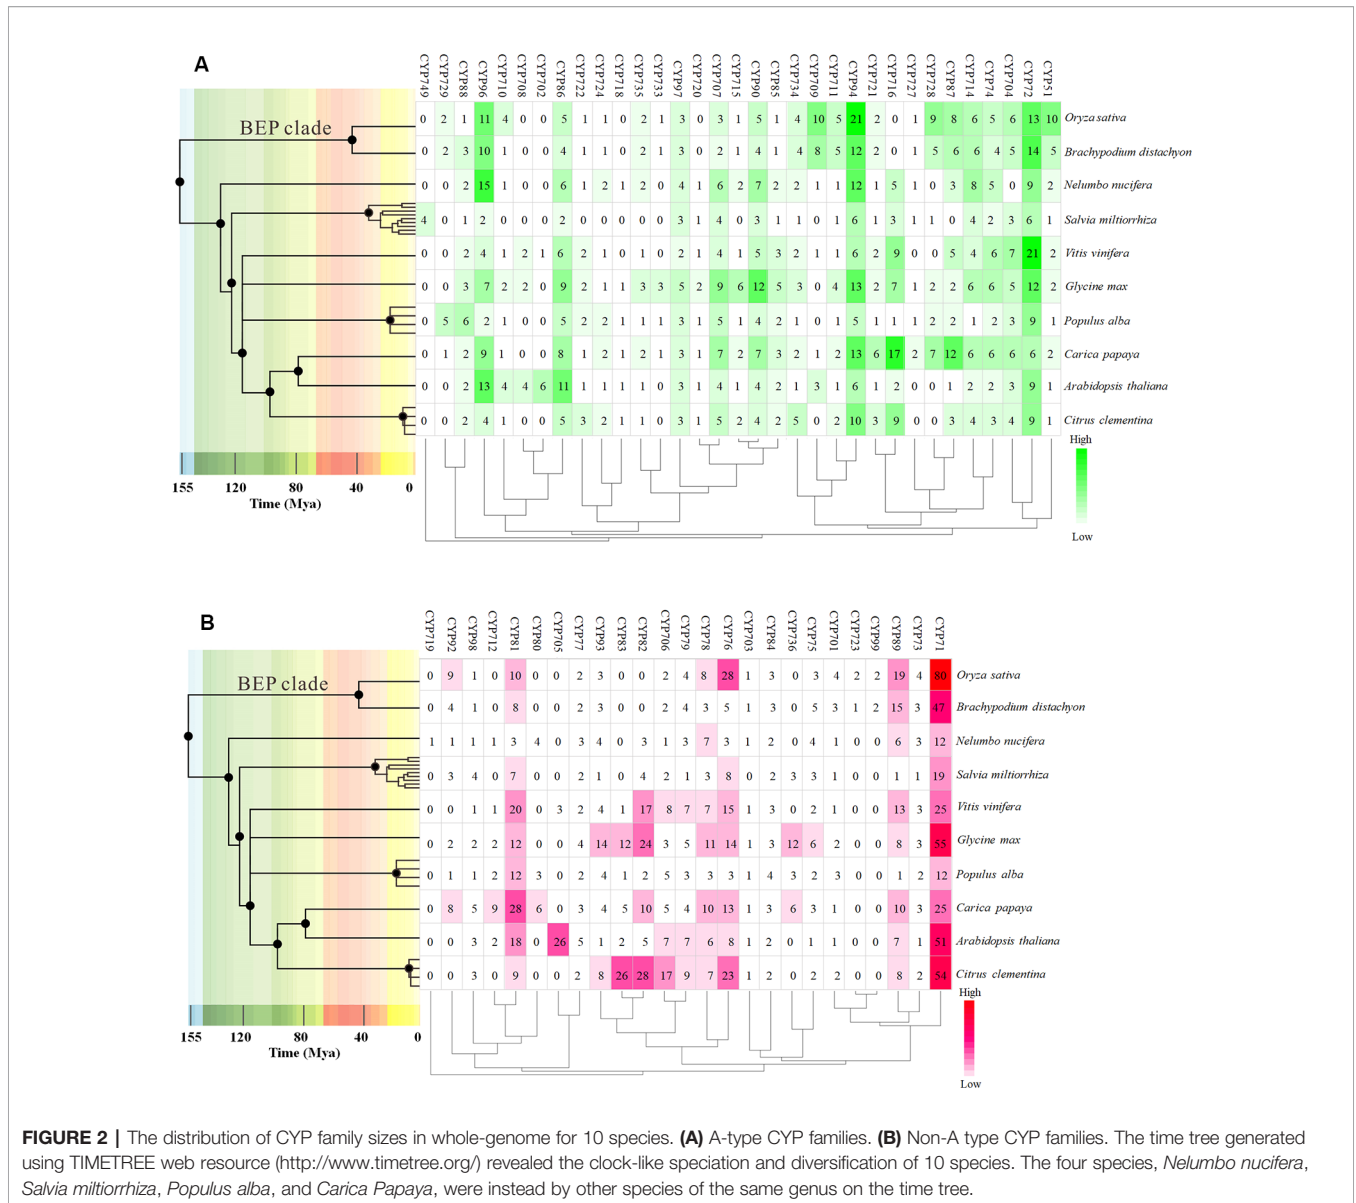 A
CYP749 CYP729 CYP88 CYP96 CYP710 CYP708 CYP702 CYP86 CYP722 CYP724 CYP718 CYP735 CYP733 CYP97 CYP720 CYP707 CYP715 CYP90 CYP85 CYP734 CYP709 CYP711 CYP94 CYP721 CYP716 CYP727 CYP728 CYP87 CYP714 CYP74 CYP704 CYP72 CYP51
BEP clade
0 2 1 11 4 0 0 5 1 1 0 2 1 3 0 3 1 5 1 4 10 5 21 2 0 1 9 8 6 5 6 13 10 Oryza sativa
0 2 3 10 1 0 0 4 1 1 0 2 1 3 0 2 1 4 1 4 8 5 12 2 0 1 5 6 6 4 5 14 5 Brachypodium distachyon
0 0 2 15 1 0 0 6 1 2 1 2 0 4 1 6 2 7 2 2 1 1 12 1 5 1 0 3 8 5 0 9 2 Nelumbo nucifera
4 0 1 2 0 0 0 2 0 0 0 0 0 3 1 4 0 3 1 1 0 1 6 1 3 1 1 0 4 2 3 6 1 Salvia miltiorrhiza
0 0 2 4 1 2 1 6 2 1 0 1 0 2 1 4 1 5 3 2 1 1 6 2 9 0 0 5 4 6 7 21 2 Vitis vinifera
0 0 3 7 2 2 0 9 2 1 1 3 3 5 2 9 6 12 5 3 0 4 13 2 7 1 2 2 6 6 5 12 2 Glycine max
0 5 6 2 1 0 0 5 2 2 1 1 1 3 1 5 1 4 2 1 0 1 5 1 1 1 2 2 1 2 3 9 1 Populus alba
0 1 2 9 1 0 0 8 1 2 1 2 1 3 1 7 2 7 3 2 1 2 13 6 17 2 7 12 6 6 6 6 2 Carica papaya
0 0 2 13 4 4 6 11 1 1 1 1 0 3 1 4 1 4 2 1 3 1 6 1 2 0 0 1 2 2 3 9 1 Arabidopsis thaliana
0 0 2 4 1 0 0 5 3 2 1 1 0 3 1 5 2 4 2 5 0 2 10 3 9 0 0 3 4 3 4 9 1 Citrus clementina
155 120 80 40 0
Time (Mya)
High
Low
B
CYP719 CYP92 CYP98 CYP712 CYP81 CYP80 CYP705 CYP77 CYP93 CYP83 CYP82 CYP706 CYP79 CYP78 CYP76 CYP703 CYP84 CYP736 CYP75 CYP701 CYP723 CYP99 CYP89 CYP73 CYP71
BEP clade
0 9 1 0 10 0 0 2 3 0 0 2 4 8 28 1 3 0 3 4 2 2 19 4 80 Oryza sativa
0 4 1 0 8 0 0 2 3 0 0 2 4 3 5 1 3 0 5 3 1 2 15 3 47 Brachypodium distachyon
1 1 1 1 3 4 0 3 4 0 3 1 3 7 3 1 2 0 4 1 0 0 6 3 12 Nelumbo nucifera
0 3 4 0 7 0 0 2 1 0 4 2 1 3 8 0 2 3 3 1 0 0 1 1 19 Salvia miltiorrhiza
0 0 1 1 20 0 3 2 4 1 17 8 7 7 15 1 3 0 2 1 0 0 13 3 25 Vitis vinifera
0 2 2 2 12 0 0 4 14 12 24 3 5 11 14 1 3 12 6 2 0 0 8 3 55 Glycine max
0 1 1 2 12 3 0 2 4 1 2 5 3 3 3 1 4 3 2 3 0 0 1 2 12 Populus alba
0 8 5 9 28 6 0 3 4 5 10 5 4 10 13 1 3 6 3 1 0 0 10 3 25 Carica papaya
0 0 3 2 18 0 26 5 1 2 5 7 7 6 8 1 2 0 1 1 0 0 7 1 51 Arabidopsis thaliana
0 0 3 0 9 0 0 2 8 26 28 17 9 7 23 1 2 0 2 2 0 0 8 2 54 Citrus clementina
155 120 80 40 0
Time (Mya)
High
Low
FIGURE 2 | The distribution of CYP family sizes in whole-genome for 10 species. (A) A-type CYP families. (B) Non-A type CYP families. The time tree generated
using TIMETREE web resource (http://www.timetree.org/) revealed the clock-like speciation and diversification of 10 species. The four species, Nelumbo nucifera,
Salvia miltiorrhiza, Populus alba, and Carica Papaya, were instead by other species of the same genus on the time tree.